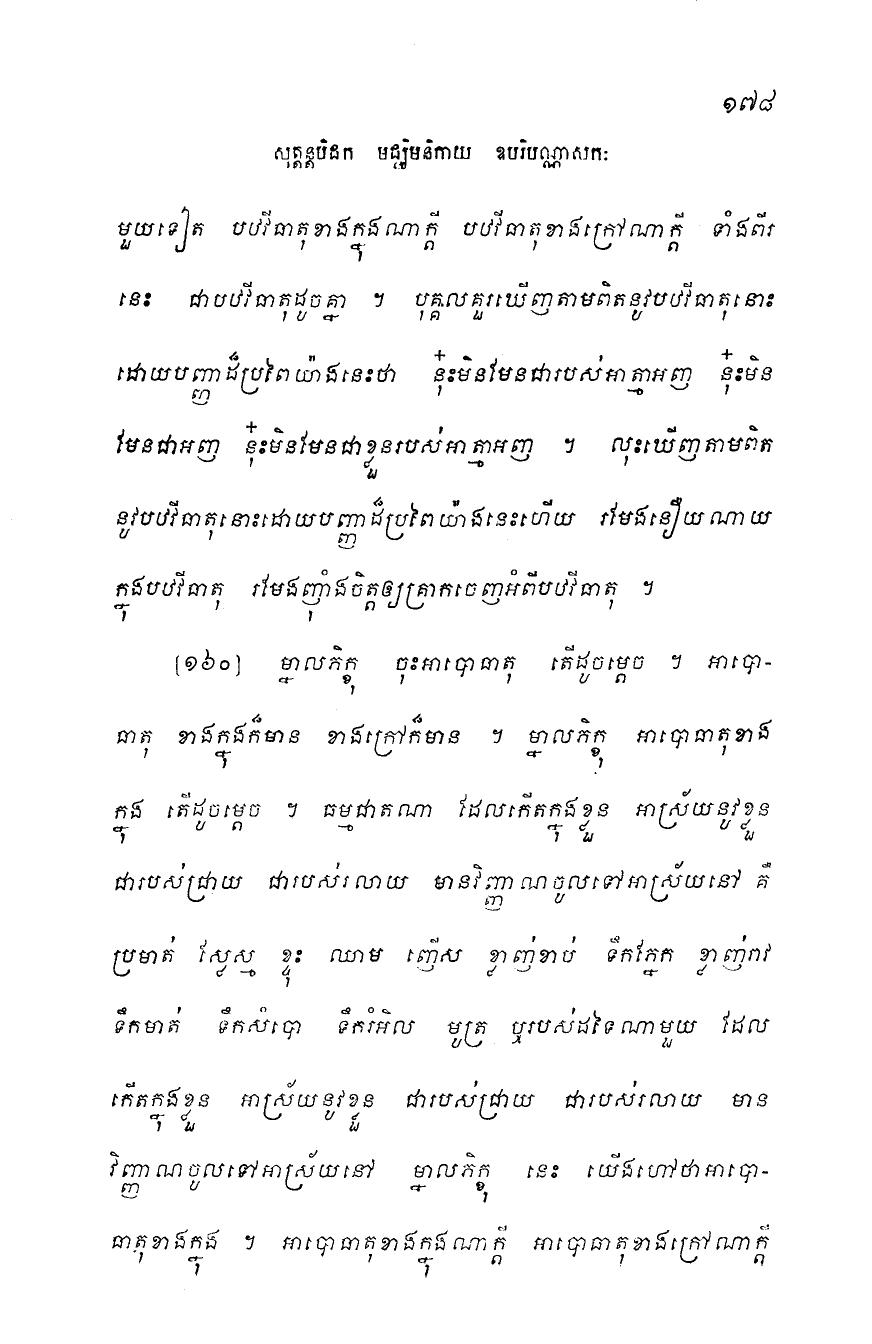 ១៧៨
សុត្តន្តបិដក មជ្ឈិមនិកាយ ឧបរិបណ្ណាសកៈ
មួយទៀត បឋវីធាតុខាងក្នុងណាក្តី បឋវីធាតុខាងក្រៅណាក្តី ទាំងពីរ
នេះ ជាបឋវីធាតុដូចគ្នា ។ បុគ្គលគួរឃើញតាមពិតនូវបឋវីធាតុនោះ
ដោយបញ្ញាដ៏ប្រពៃយ៉ាងនេះថា នុ៎ះមិនមែនជារបស់អាត្មាអញ នុ៎ះមិន
មែនជាអញ នុ៎ះមិនមែនជាខ្លួនរបស់អាត្មាអញ ។ លុះឃើញតាមពិត
នូវបឋវីធាតុនោះដោយបញ្ញាដ៏ប្រពៃយ៉ាងនេះហើយ រមែងនឿយណាយ
ក្នុងបឋវីធាតុ រមែងញុ៉ាំងចិត្តឲ្យប្រាកចេញអំពីបឋវីធាតុ ។
[១៦០] ម្នាលភិក្ខុ ចុះអាបោធាតុ តើដូចម្តេច ។ អាបោ-
ធាតុ ខាងក្នុងក៏មាន ខាងក្រៅក៏មាន ។ ម្នាលភិក្ខុ អាបោធាតុខាង
ក្នុង តើដូចម្តេច ។ ធម្មជាតណា ដែលកើតក្នុងខ្លួន អាស្រ័យនូវខ្លួន
ជារបស់ជ្រាយ ជារបស់រលាយ មានវិញ្ញាណចូលទៅអាស្រ័យនៅ គឺ
ប្រមាត់ ស្លេស្ម ខ្ទុះ ឈាម ញើស ខ្លាញ់ខាប់ ទឹកភ្នែក ខ្លាញ់រាវ
ទឹកមាត់ ទឹកសំបោ ទឹករំអិល មូត្រ ឬរបស់ដទៃណាមួយ ដែល
កើតក្នុងខ្លួន អាស្រ័យនូវខ្លួន ជារបស់ជ្រាយ ជារបស់រលាយ មាន
វិញ្ញាណចូលទៅអាស្រ័យនៅ ម្នាលភិក្ខុ នេះ យើងហៅថាអាបោ-
ធាតុខាងក្នុង ។ អាបោធាតុខាងក្នុងណាក្តី អាបោធាតុខាងក្រៅណាក្តី